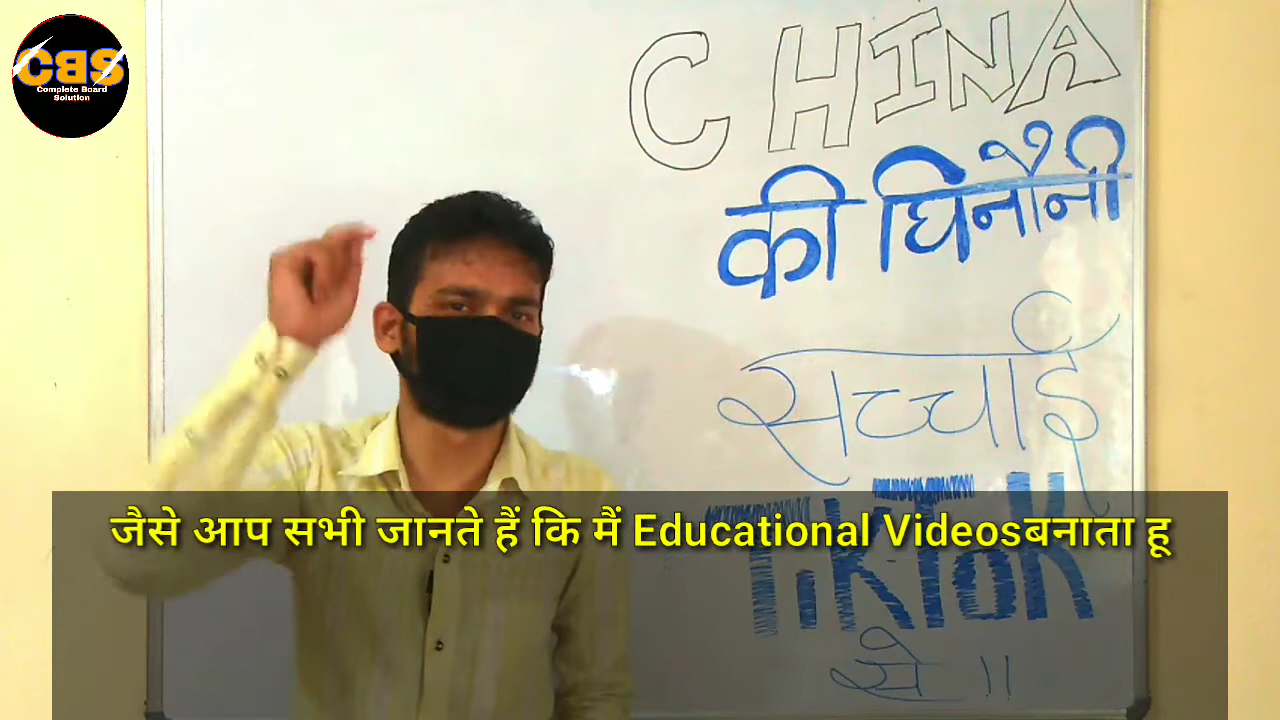 CBS
Complete Board
Solution
CHINA
की घिनौनी
सच्चाई
TikTok
से ।।
जैसे आप सभी जानते हैं कि मैं Educational Videosबनाता हू